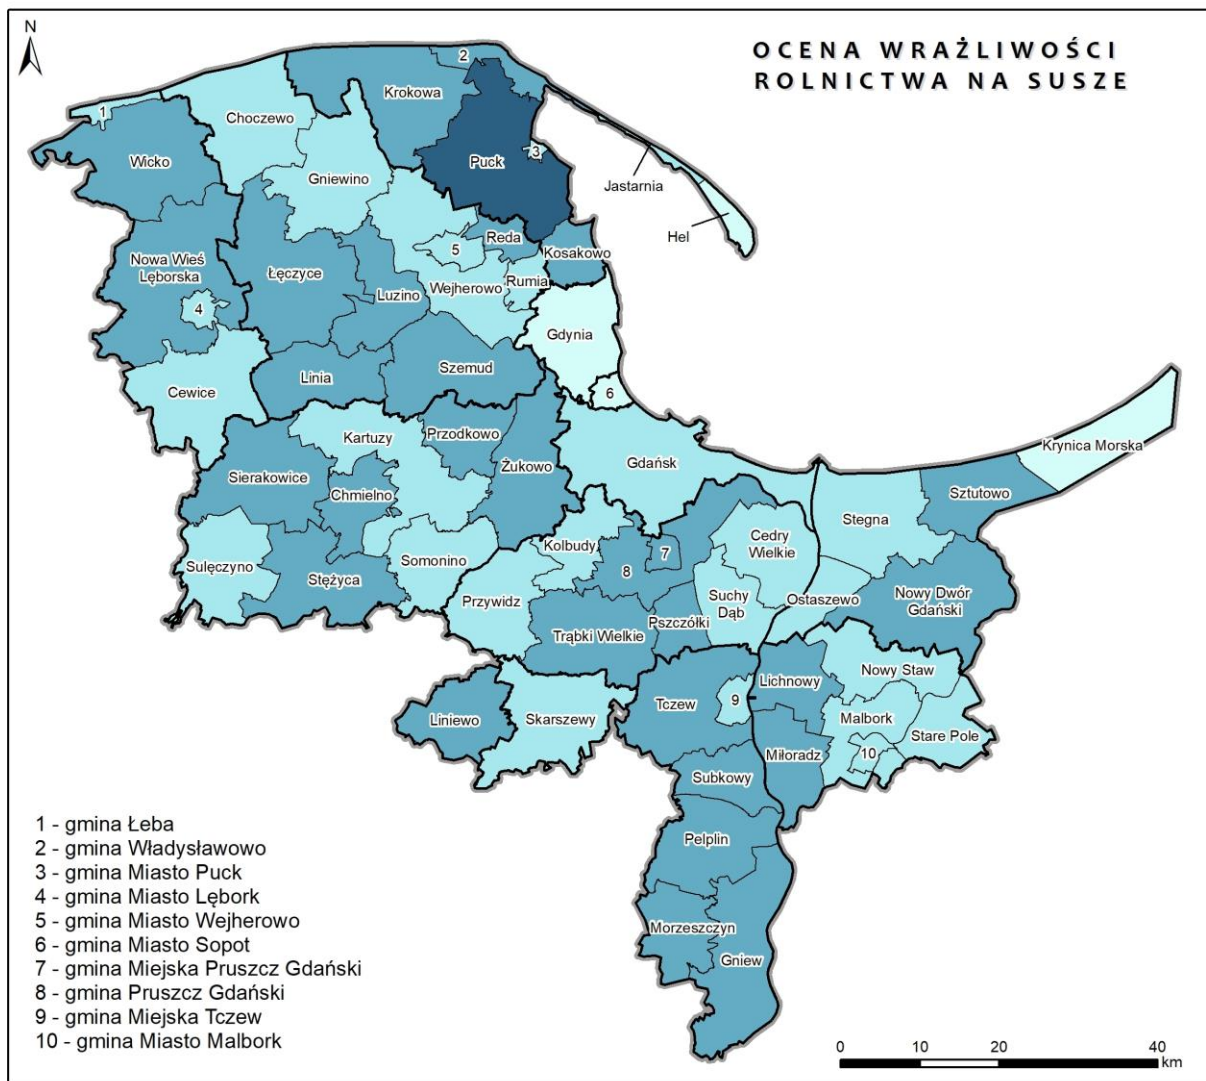 N
OCENA WRAŻLIWOŚCI
ROLNICTWA NA SUSZE
2
Krokowa
1
Choczewo
Wicko
Puck
3
Gniewino
Jastarnia
Hel
Reda
5
Kosakowo
Nowa Wieś
Lęborska
Łęczyce
Luzino
Wejherowo
Rumia
4
Gdynia
Szemud
Linia
Cewice
6
Kartuzy
Przodkowo
Krynica Morska
Gdańsk
Sierakowice
Chmielno
Żukowo
Sztutowo
Stegna
Cedry
Wielkie
Kolbudy
7
Somonino
Sulęczyno
Stężyca
8
Nowy Dwór
Gdański
Przywidz
Suchy
Dąb
Ostaszewo
Pszczółki
Trąbki Wielkie
Nowy Staw
Lichnowy
Tczew
9
Liniewo
Skarszewy
Malbork
Stare Pole
Miłoradz
10
Subkowy
Pelplin
Morzeszczyn
Gniew
1 - gmina Łeba
2 - gmina Władysławowo
3 - gmina Miasto Puck
4 - gmina Miasto Lębork
5 - gmina Miasto Wejherowo
6 - gmina Miasto Sopot
7 - gmina Miejska Pruszcz Gdański
8 - gmina Pruszcz Gdański
9 - gmina Miejska Tczew
10 - gmina Miasto Malbork
0 10 20 40
km